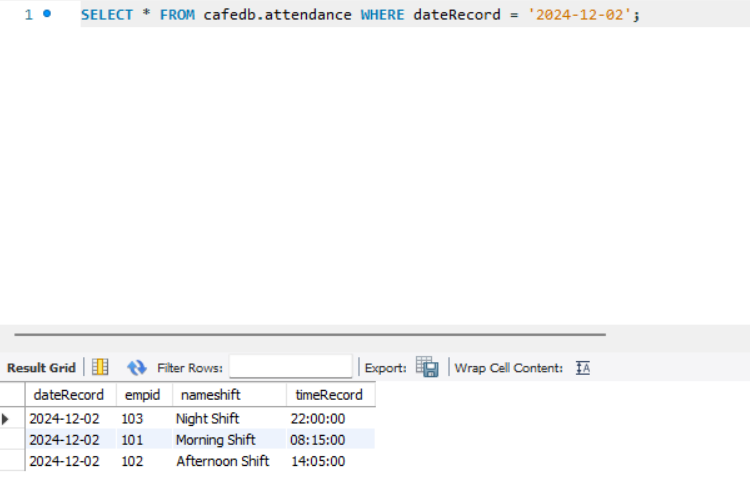 1 SELECT * FROM cafedb.attendance WHERE dateRecord = '2024-12-02';
Result Grid Filter Rows: Export: Wrap Cell Content: IA
dateRecord empid nameshift timeRecord
2024-12-02 103 Night Shift 22:00:00
2024-12-02 101 Morning Shift 08:15:00
2024-12-02 102 Afternoon Shift 14:05:00